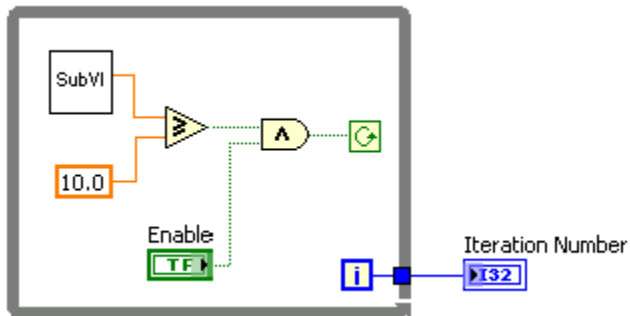 SubVI
≥
10.0
∧
Enable
TF
i
Iteration Number
I32